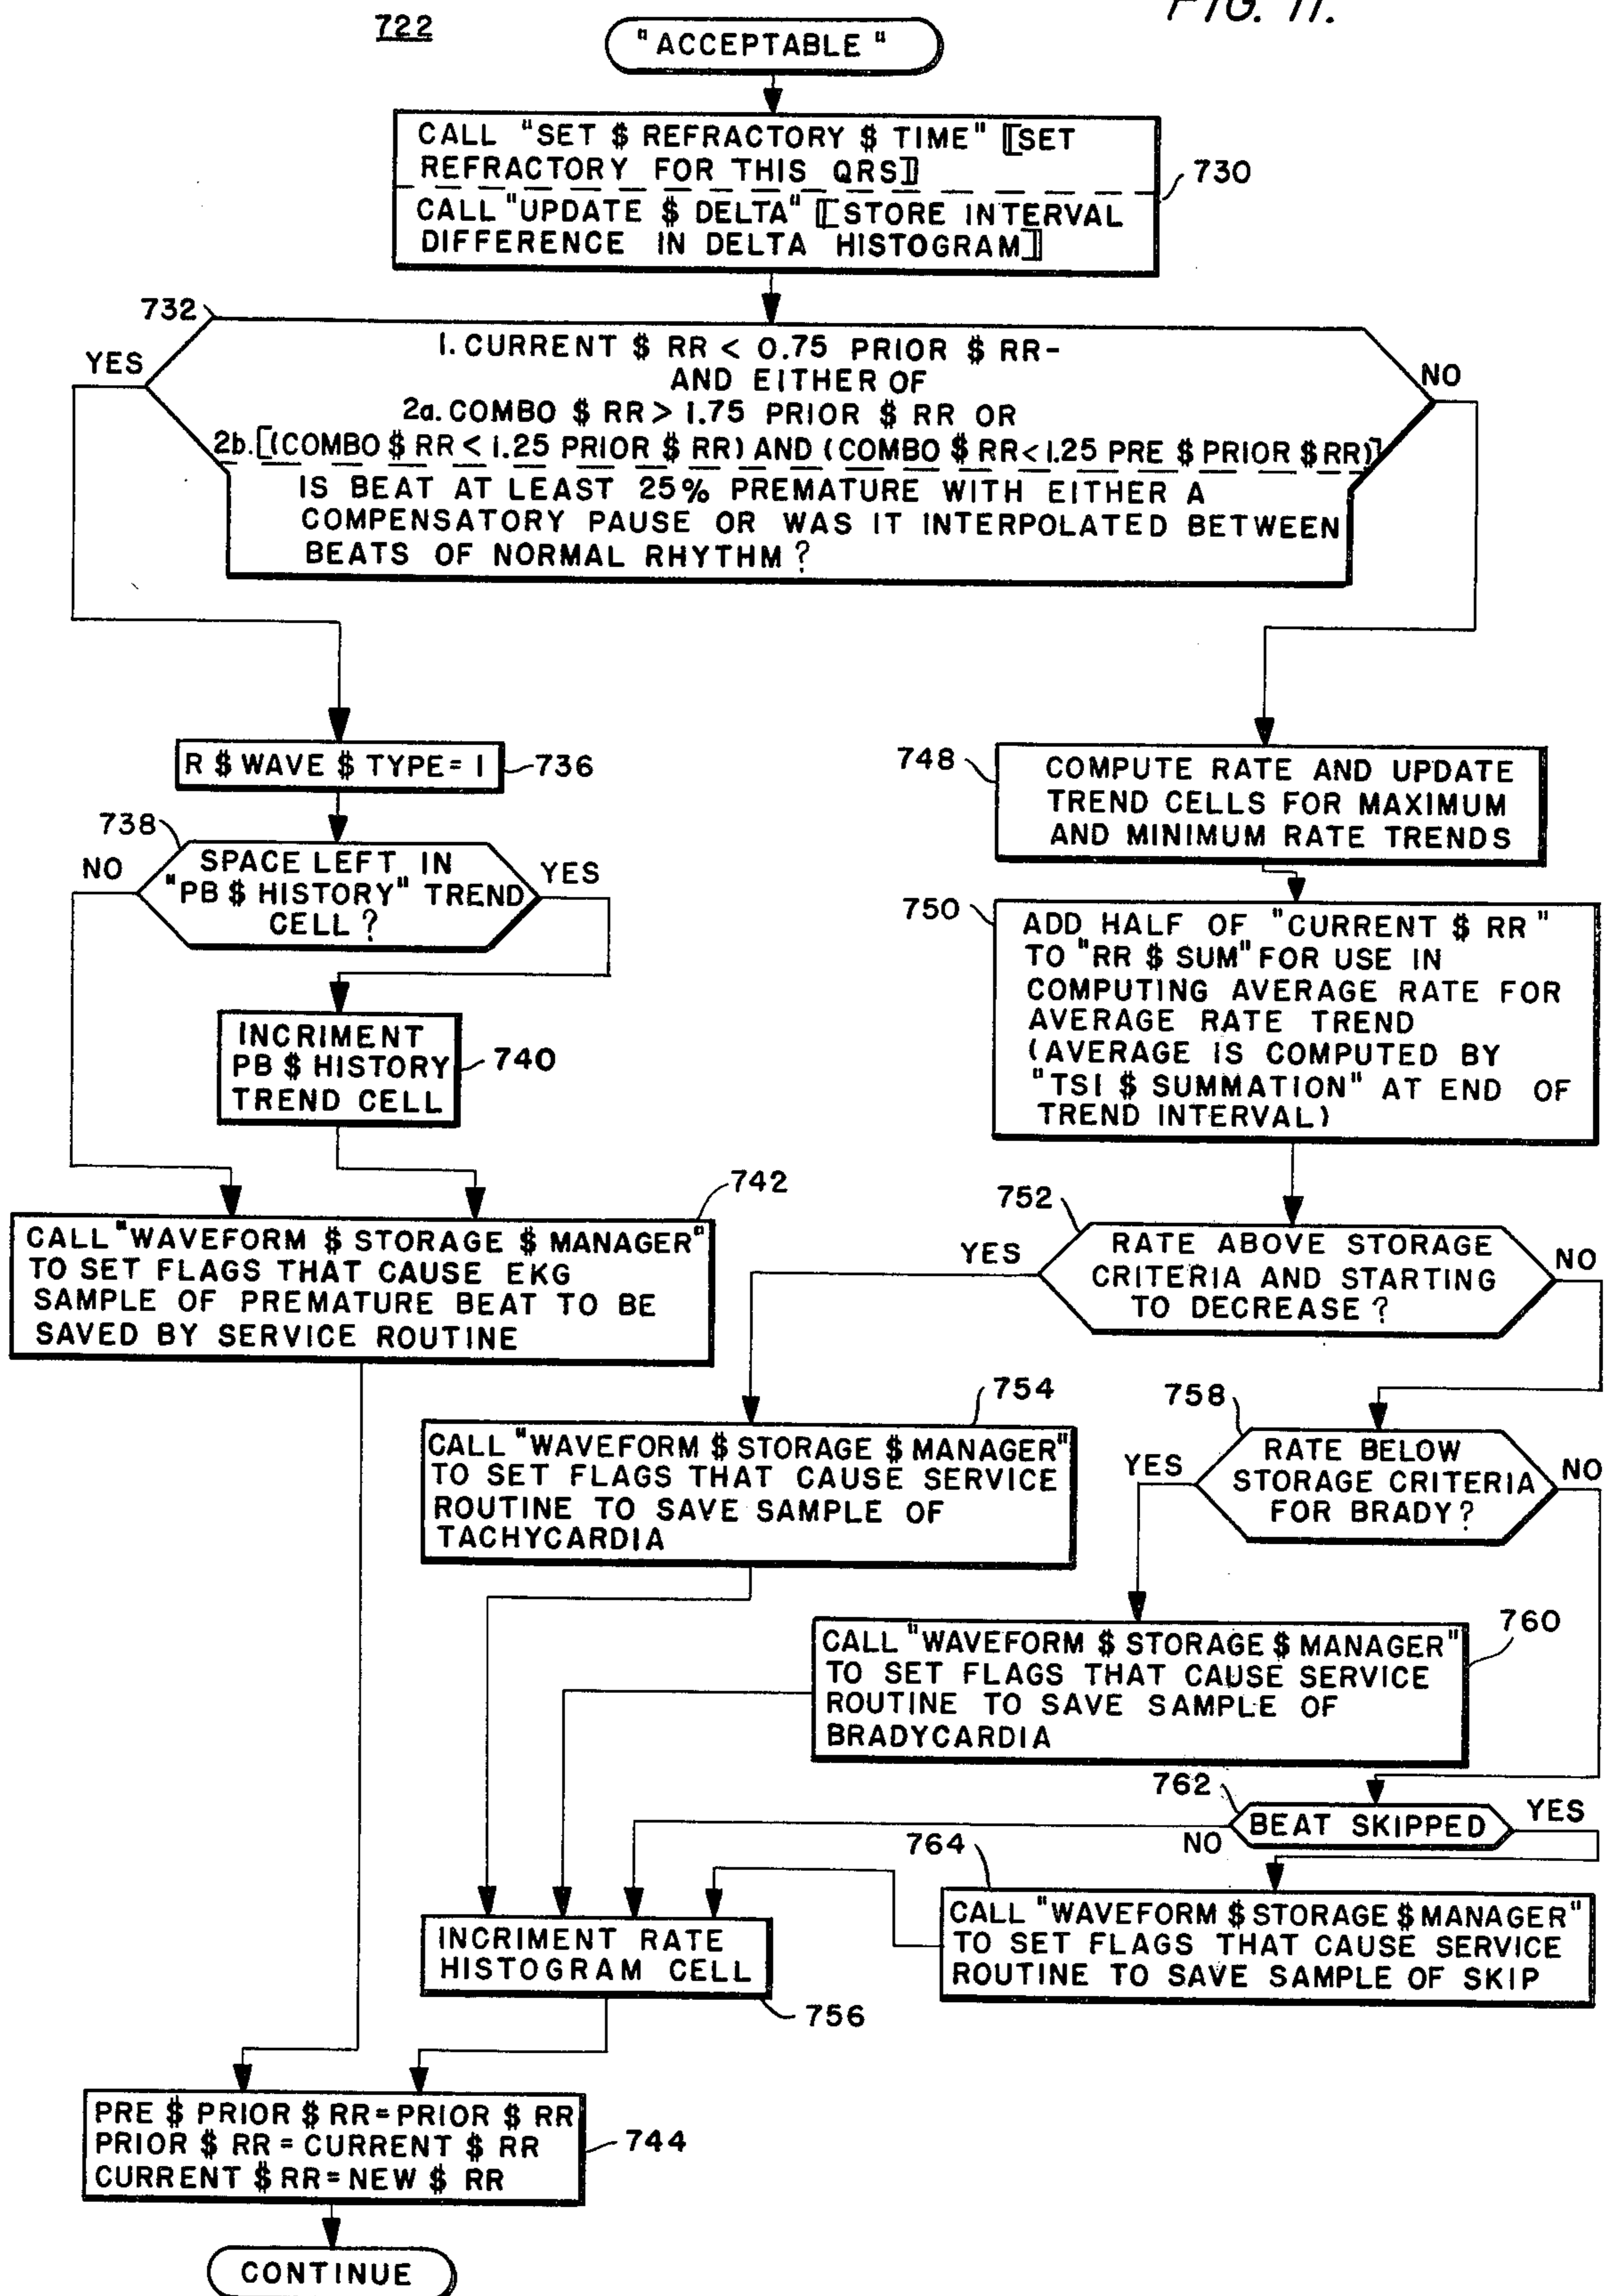 FIG. 11.
722
"ACCEPTABLE"
CALL "SET $ REFRACTORY $ TIME" [[SET
REFRACTORY FOR THIS QRS]]
730
CALL "UPDATE $ DELTA" [[STORE INTERVAL
DIFFERENCE IN DELTA HISTOGRAM]]
732
YES
NO
1. CURRENT $ RR < 0.75 PRIOR $ RR-
AND EITHER OF
2a. COMBO $ RR > 1.75 PRIOR $ RR OR
2b. [(COMBO $ RR < 1.25 PRIOR $ RR) AND (COMBO $ RR < 1.25 PRE $ PRIOR $ RR)]
IS BEAT AT LEAST 25% PREMATURE WITH EITHER A
COMPENSATORY PAUSE OR WAS IT INTERPOLATED BETWEEN
BEATS OF NORMAL RHYTHM?
R $ WAVE $ TYPE = 1
736
738
NO
YES
SPACE LEFT IN
"PB $ HISTORY" TREND
CELL?
INCRIMENT
PB $ HISTORY
TREND CELL
740
742
CALL "WAVEFORM $ STORAGE $ MANAGER"
TO SET FLAGS THAT CAUSE EKG
SAMPLE OF PREMATURE BEAT TO BE
SAVED BY SERVICE ROUTINE
748
COMPUTE RATE AND UPDATE
TREND CELLS FOR MAXIMUM
AND MINIMUM RATE TRENDS
750
ADD HALF OF "CURRENT $ RR"
TO "RR $ SUM" FOR USE IN
COMPUTING AVERAGE RATE FOR
AVERAGE RATE TREND
(AVERAGE IS COMPUTED BY
"TSI $ SUMMATION" AT END OF
TREND INTERVAL)
752
YES
NO
RATE ABOVE STORAGE
CRITERIA AND STARTING
TO DECREASE?
754
CALL "WAVEFORM $ STORAGE $ MANAGER"
TO SET FLAGS THAT CAUSE SERVICE
ROUTINE TO SAVE SAMPLE OF
TACHYCARDIA
758
YES
NO
RATE BELOW
STORAGE CRITERIA
FOR BRADY?
760
CALL "WAVEFORM $ STORAGE $ MANAGER"
TO SET FLAGS THAT CAUSE SERVICE
ROUTINE TO SAVE SAMPLE OF
BRADYCARDIA
762
BEAT SKIPPED
YES
NO
764
CALL "WAVEFORM $ STORAGE $ MANAGER"
TO SET FLAGS THAT CAUSE SERVICE
ROUTINE TO SAVE SAMPLE OF SKIP
INCRIMENT RATE
HISTOGRAM CELL
756
PRE $ PRIOR $ RR = PRIOR $ RR
PRIOR $ RR = CURRENT $ RR
CURRENT $ RR = NEW $ RR
744
CONTINUE